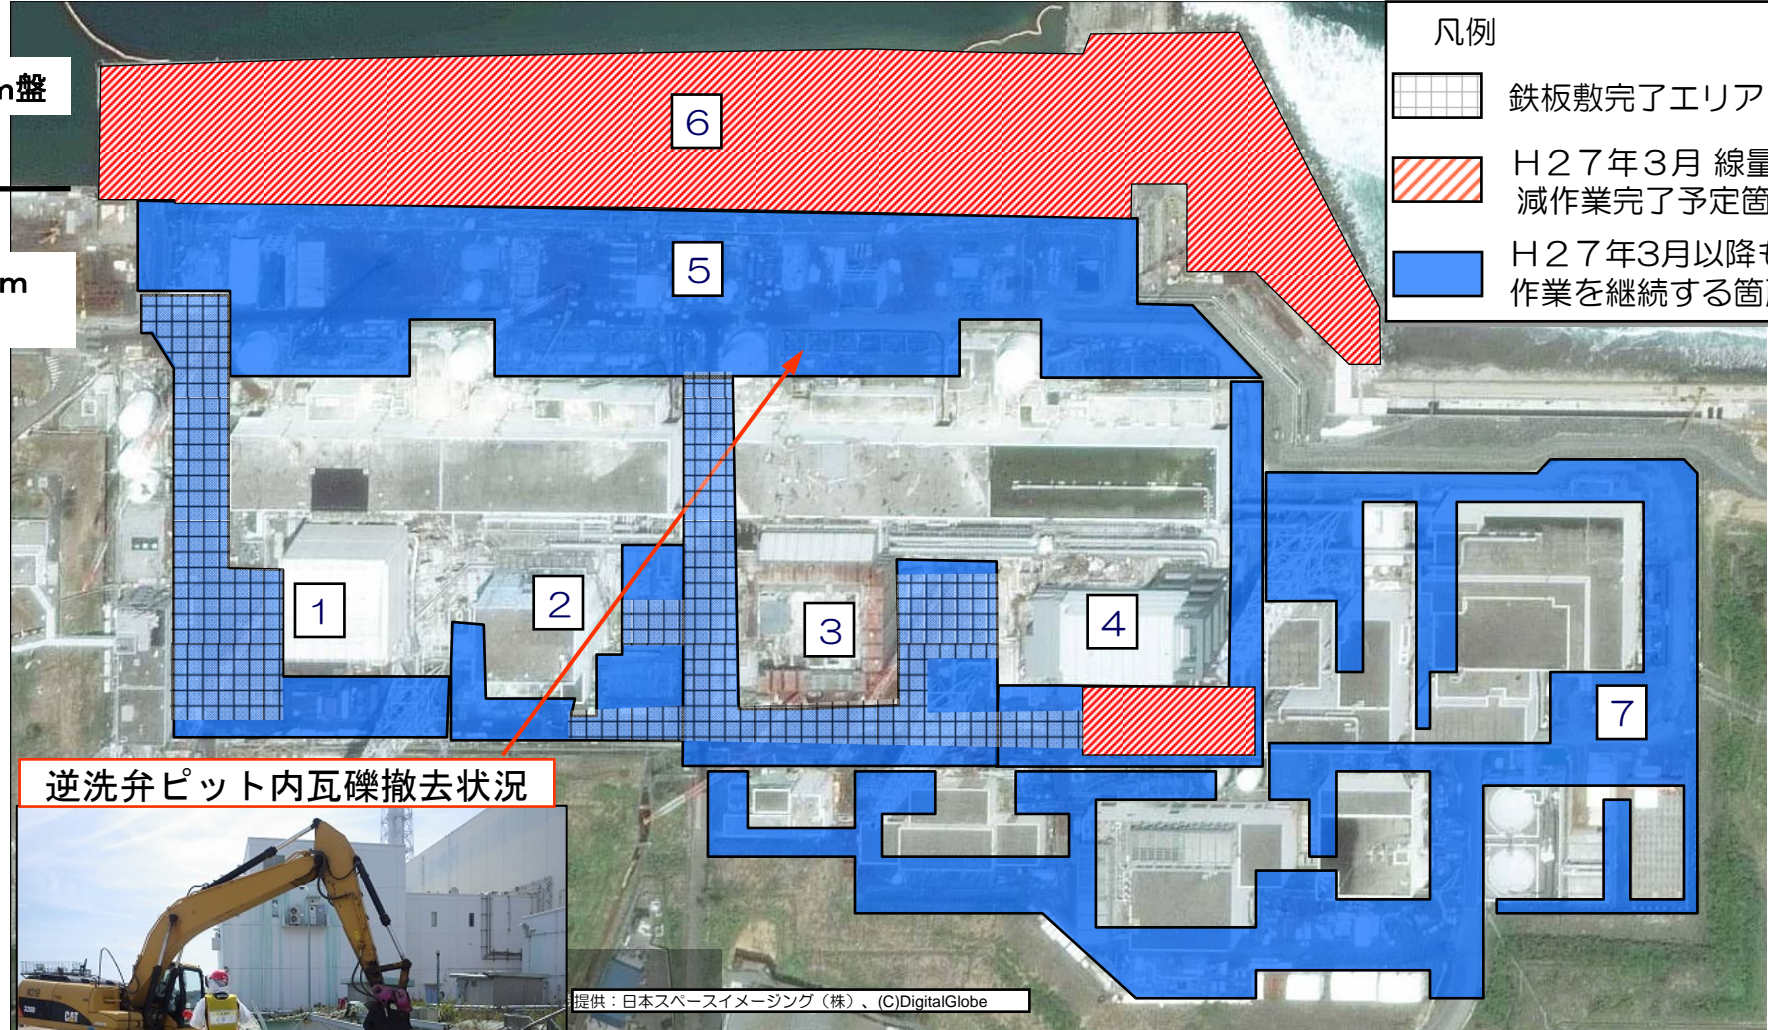 m盤
m
凡例
鉄板敷完了エリア
H27年3月 線量
減作業完了予定箇
H27年3月以降も
作業を継続する箇
6
5
1
2
3
4
7
逆洗弁ピット内瓦礫撤去状況
CAT
提供：日本スペースイメージング（株）、(C)DigitalGlobe